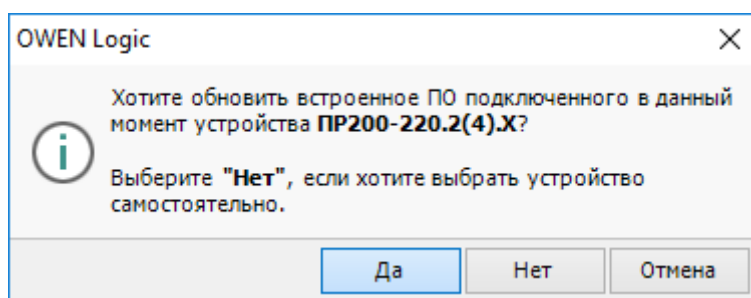 OWEN Logic
Хотите обновить встроенное ПО подключенного в данный
момент устройства ПР200-220.2(4).X?
Выберите "Нет", если хотите выбрать устройство
самостоятельно.
Да Нет Отмена